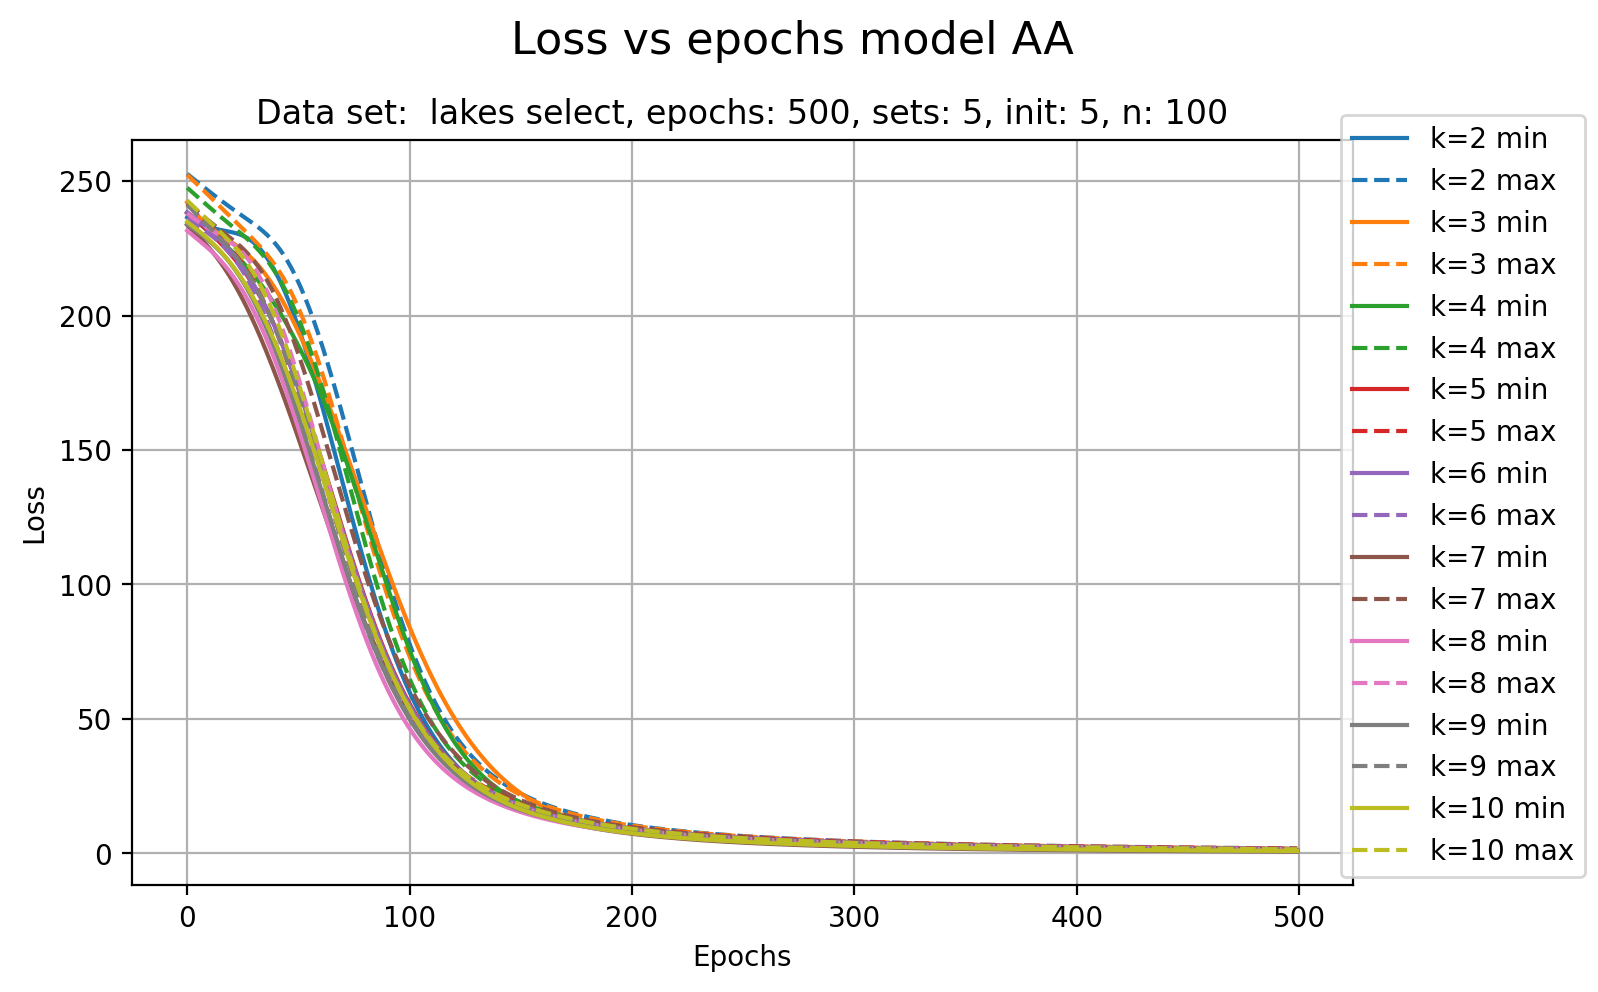 Loss vs epochs model AA
Data set:  lakes select, epochs: 500, sets: 5, init: 5, n: 100
250
200
150
100
50
0
Loss
0 100 200 300 400 500
Epochs
k=2 min
k=2 max
k=3 min
k=3 max
k=4 min
k=4 max
k=5 min
k=5 max
k=6 min
k=6 max
k=7 min
k=7 max
k=8 min
k=8 max
k=9 min
k=9 max
k=10 min
k=10 max